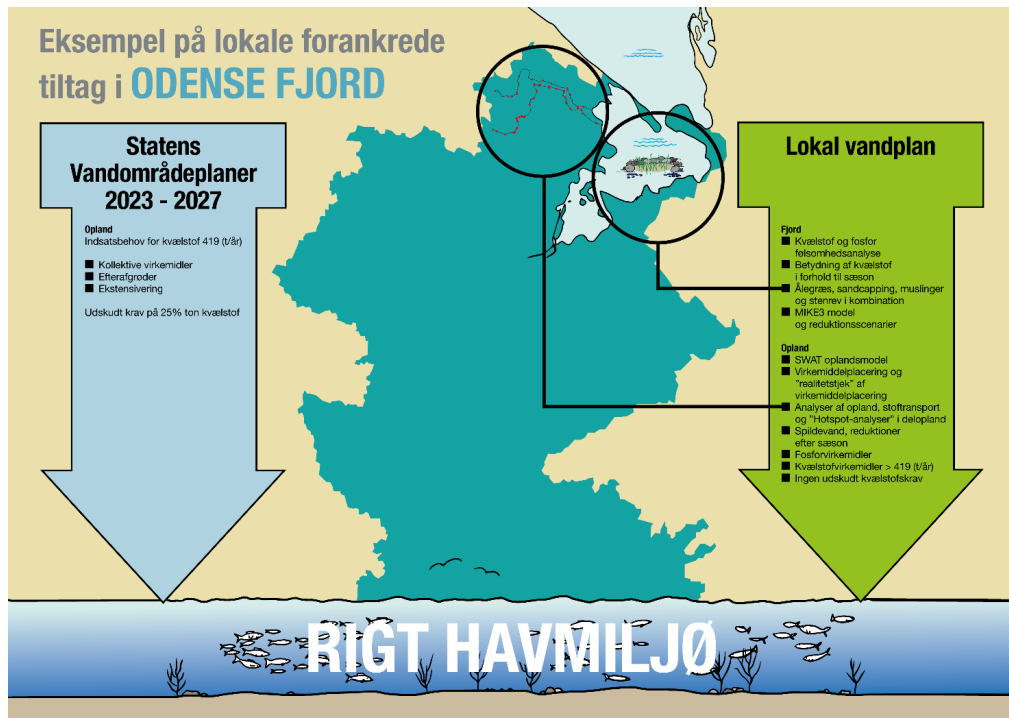 Eksempel på lokale forankrede
tiltag i ODENSE FJORD
Statens
Vandområdeplaner
2023 - 2027
Opland
Indsatsbehov for kvælstof 419 (t/år)
Kollektive virkemidler
Efterafgrøder
Ekstensivering
Udskudt krav på 25% ton kvælstof
Lokal vandplan
Fjord
Kvælstof og fosfor
følsomhedsanalyse
Betydning af kvælstof
i forhold til sæson
Ålegræs, sandcapping, muslinger
og stenrev i kombination
MIKE3 model
og reduktionsscenarier
Opland
SWAT oplandsmodel
Virkemiddelplacering og
"realitetstjek" af
virkemiddelplacering
Analyser af opland, stoftransport
og "Hotspot-analyser" i delopland
Spildevand, reduktioner
efter sæson
Fosforvirkemidler
Kvælstofvirkemidler > 419 (t/år)
Ingen udskudt kvælstofskrav
RIGT HAVMILJØ